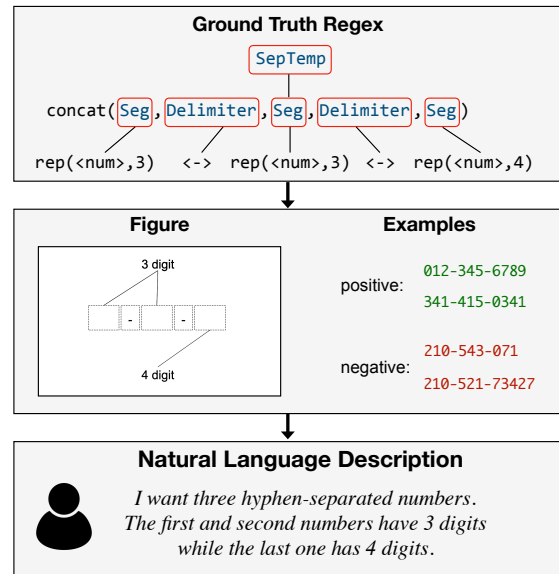 Ground Truth Regex
SepTemp
concat(Seg,Delimiter,Seg,Delimiter,Seg)
rep(<num>,3) <-> rep(<num>,3) <-> rep(<num>,4)
Figure
3 digit
- -
4 digit
Examples
positive:
012-345-6789
341-415-0341
negative:
210-543-071
210-521-73427
Natural Language Description
I want three hyphen-separated numbers.
The first and second numbers have 3 digits
while the last one has 4 digits.